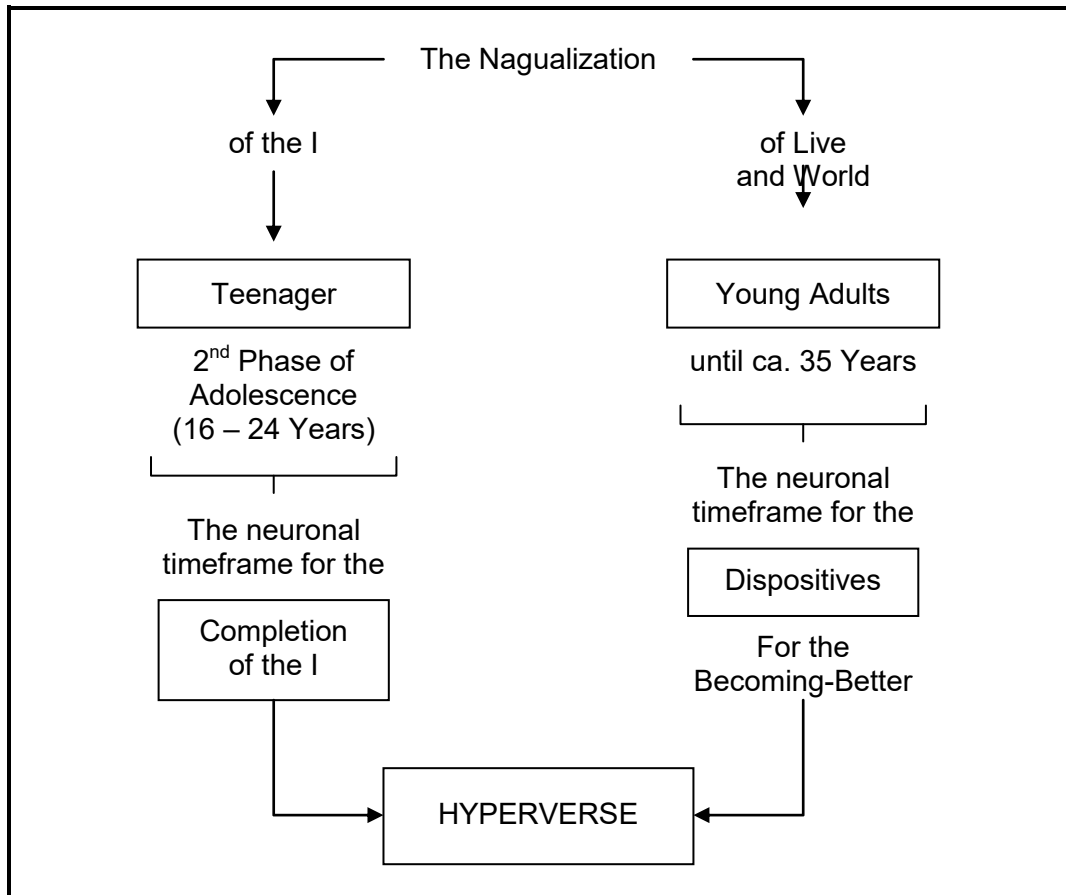 The Nagualization
of the I
Teenager
2nd Phase of
Adolescence
(16 – 24 Years)
The neuronal
timeframe for the
Completion
of the I
of Live
and World
Young Adults
until ca. 35 Years
The neuronal
timeframe for the
Dispositives
For the
Becoming-Better
HYPERVERSE